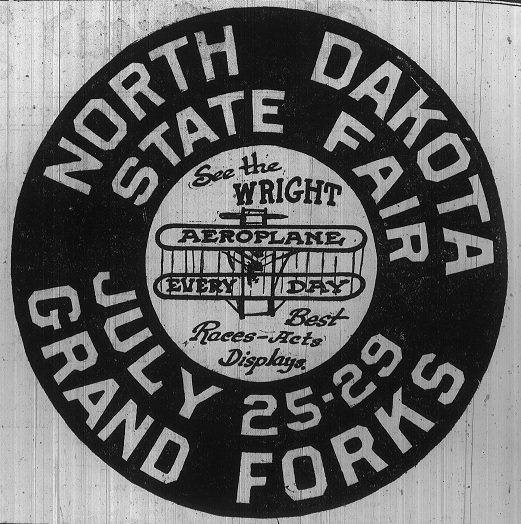 NORTH DAKOTA
STATE FAIR
See the
WRIGHT
AEROPLANE
EVERY DAY
Best
Races-Acts
Displays.
JULY 25-29
GRAND FORKS